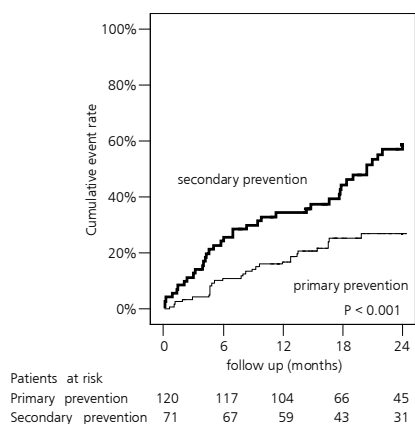 100%
80%
60%
40%
20%
0%
Cumulative event rate
secondary prevention
primary prevention
P < 0.001
0 6 12 18 24
follow up (months)
Patients at risk
Primary prevention 120 117 104 66 45
Secondary prevention 71 67 59 43 31